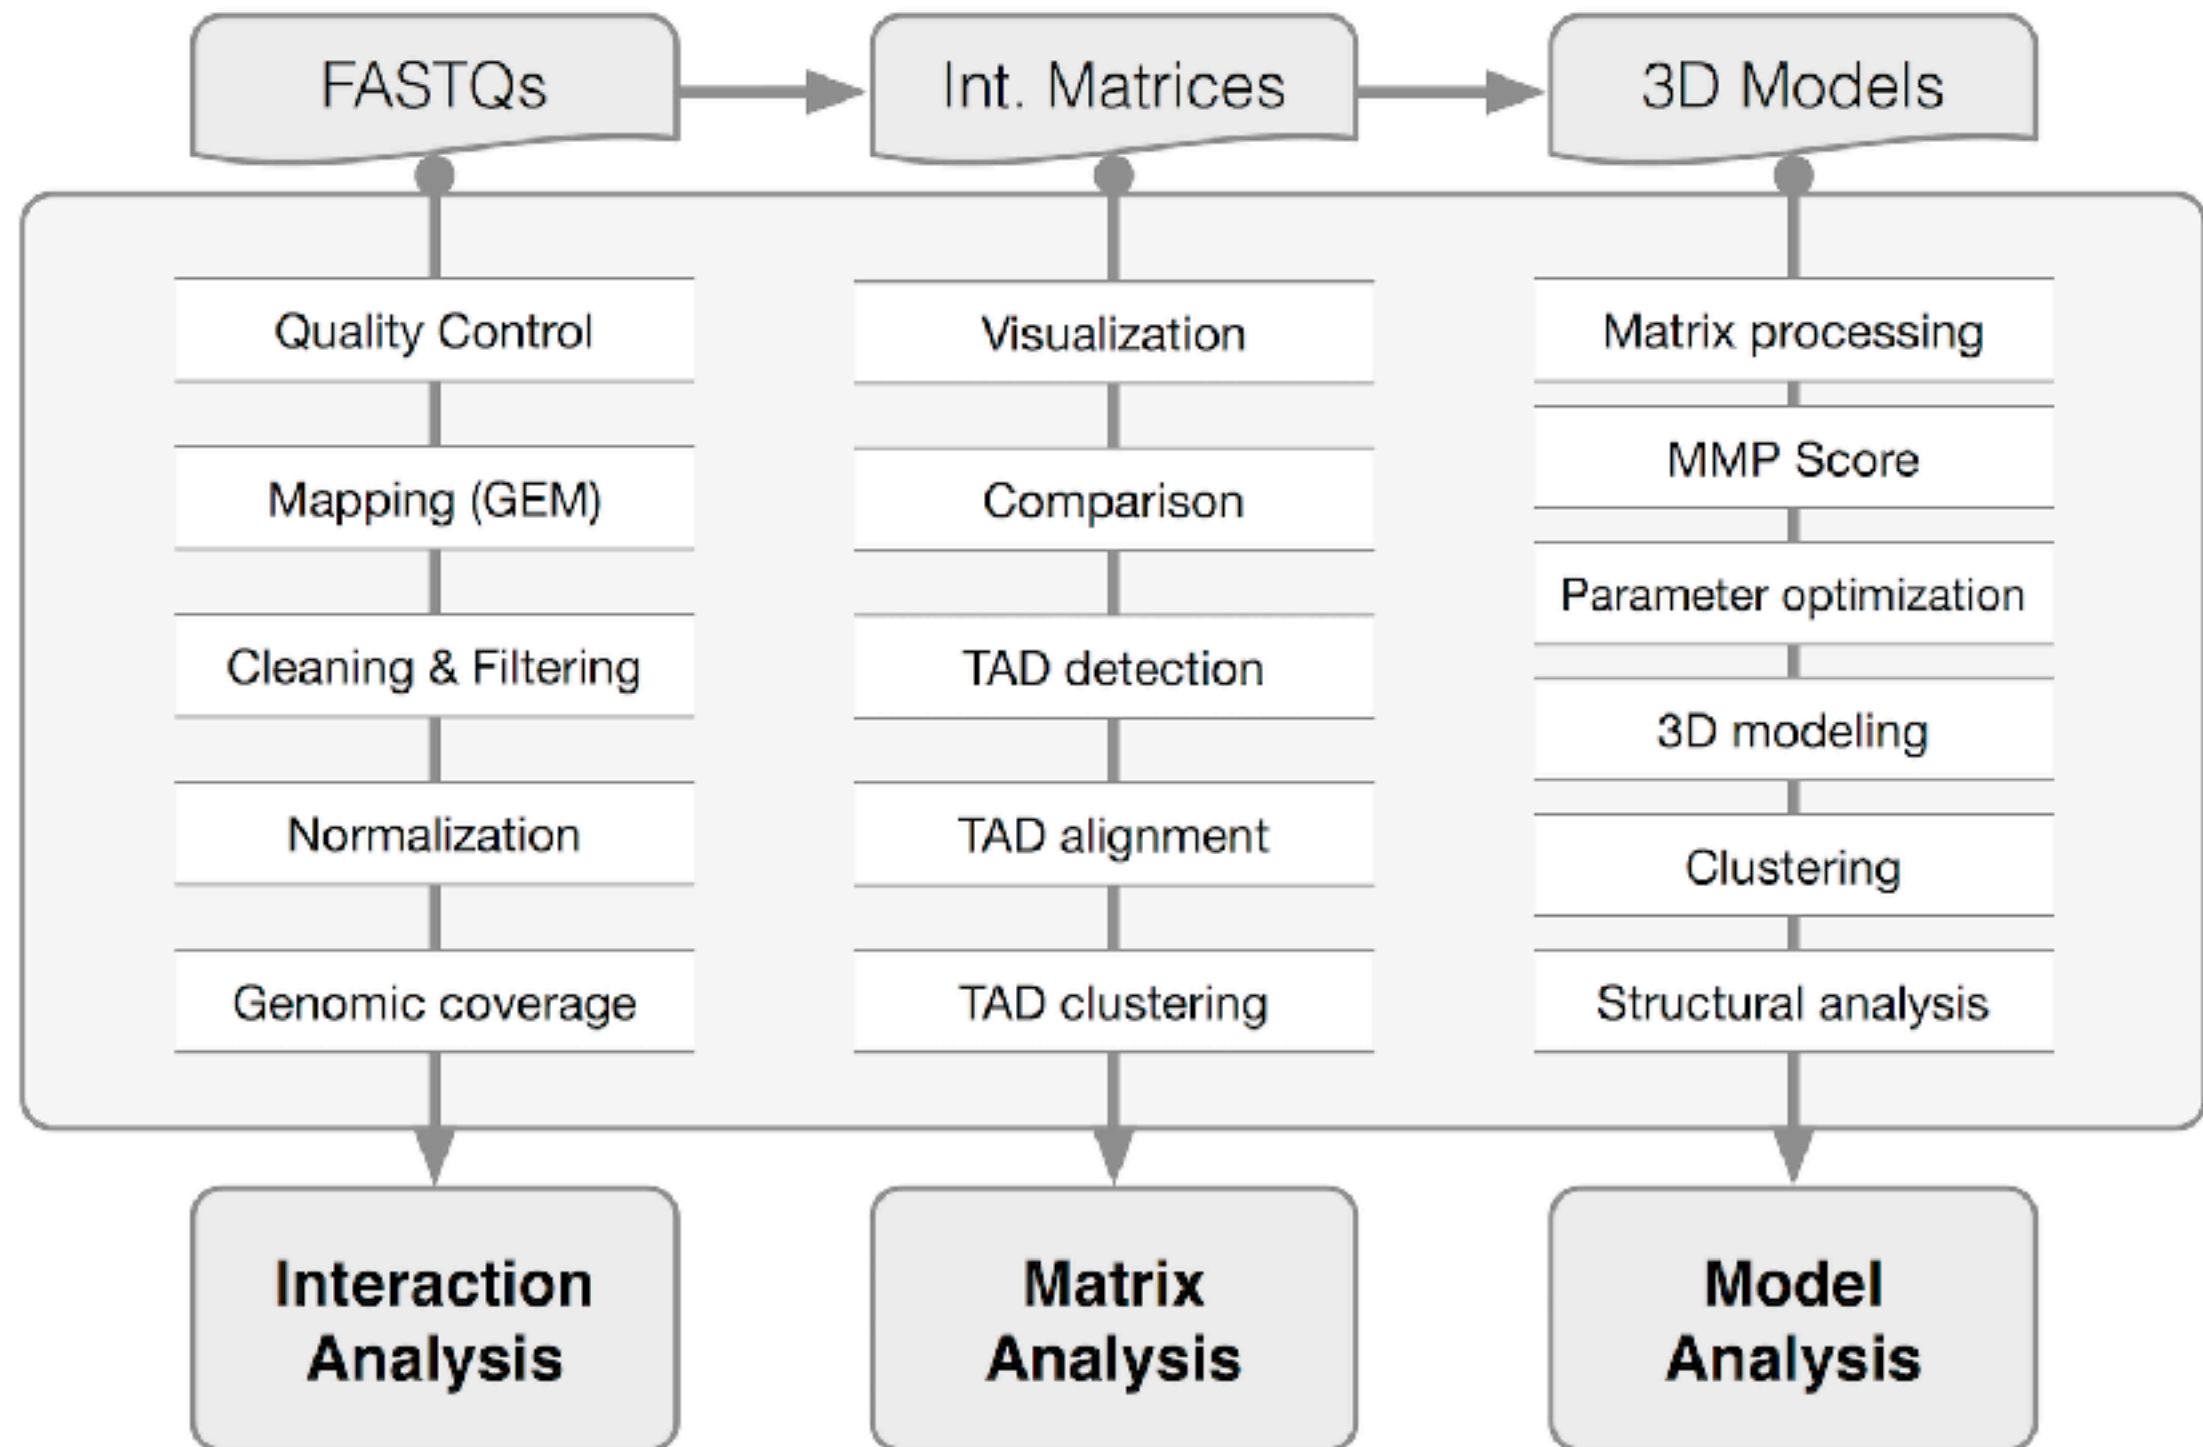 FASTQs
Int. Matrices
3D Models
Quality Control
Mapping (GEM)
Cleaning & Filtering
Normalization
Genomic coverage
Visualization
Comparison
TAD detection
TAD alignment
TAD clustering
Matrix processing
MMP Score
Parameter optimization
3D modeling
Clustering
Structural analysis
Interaction
Analysis
Matrix
Analysis
Model
Analysis